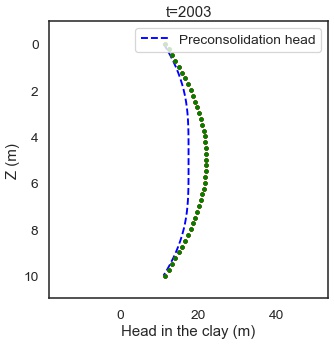 t=2003
Preconsolidation head
0
2
4
6
8
10
Z (m)
0 20 40
Head in the clay (m)